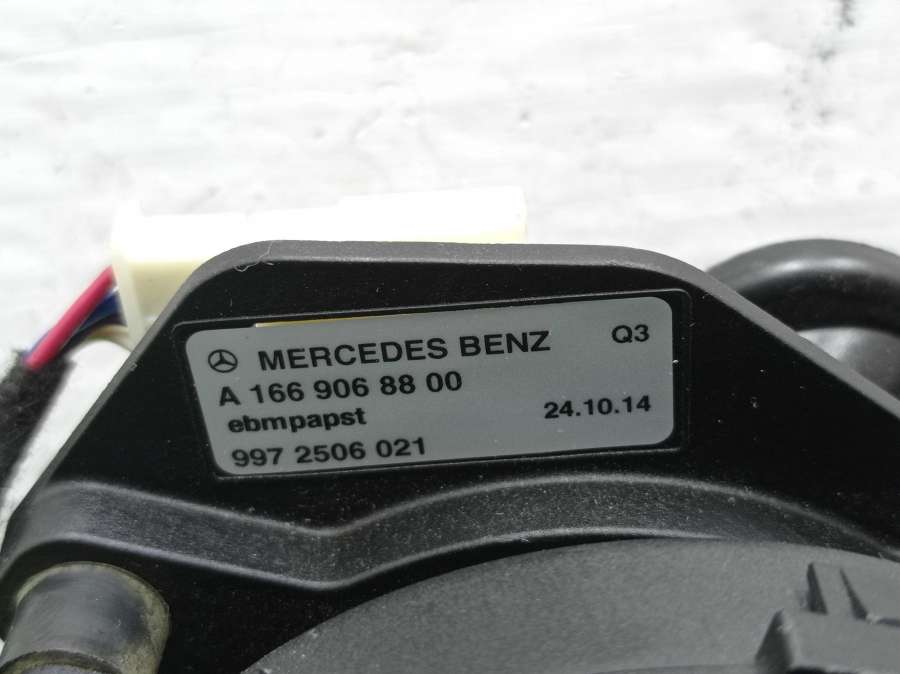 MERCEDES BENZ Q3
A 166 906 88 00
ebmpapst 24.10.14
997 2506 021